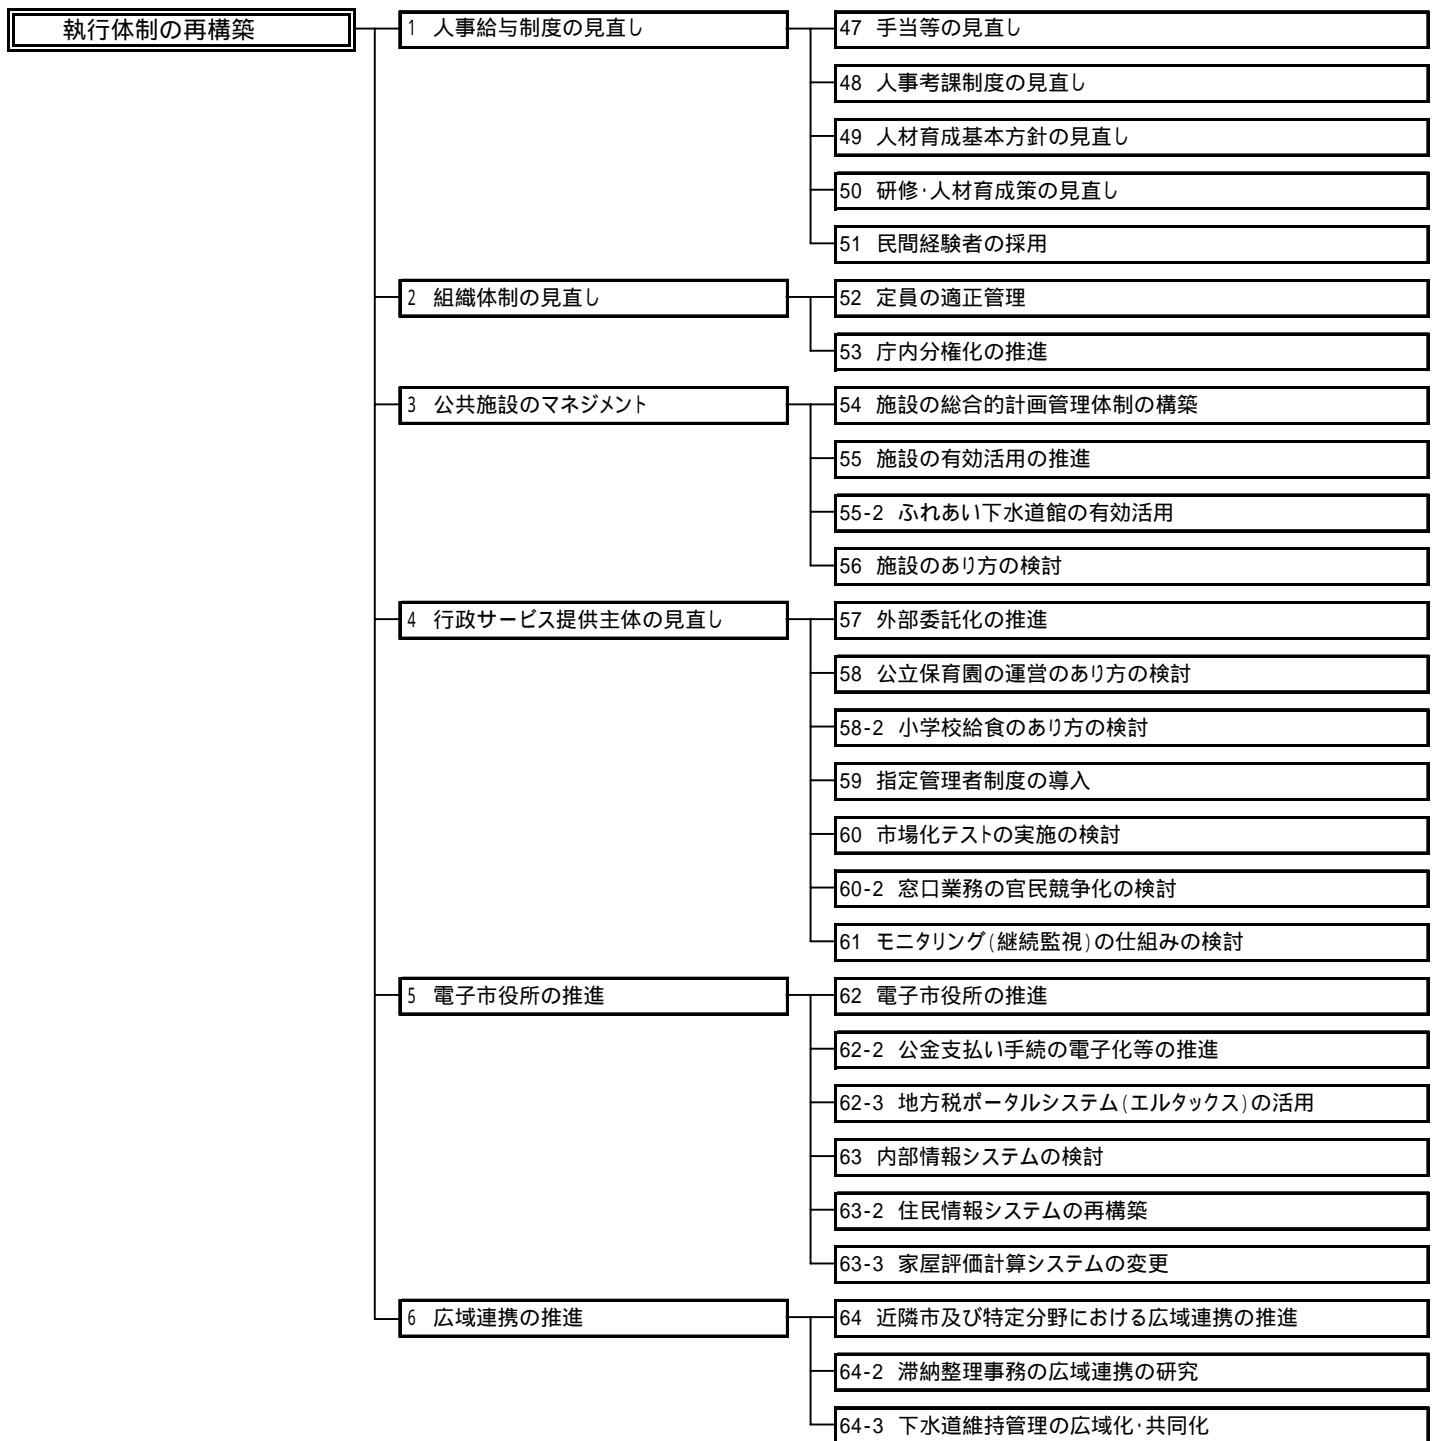 執行体制の再構築
1 人事給与制度の見直し
47 手当等の見直し
48 人事考課制度の見直し
49 人材育成基本方針の見直し
50 研修・人材育成策の見直し
51 民間経験者の採用
2 組織体制の見直し
52 定員の適正管理
53 庁内分権化の推進
3 公共施設のマネジメント
54 施設の総合的計画管理体制の構築
55 施設の有効活用の推進
55-2 ふれあい下水道館の有効活用
56 施設のあり方の検討
4 行政サービス提供主体の見直し
57 外部委託化の推進
58 公立保育園の運営のあり方の検討
58-2 小学校給食のあり方の検討
59 指定管理者制度の導入
60 市場化テストの実施の検討
60-2 窓口業務の官民競争化の検討
61 モニタリング(継続監視)の仕組みの検討
5 電子市役所の推進
62 電子市役所の推進
62-2 公金支払い手続の電子化等の推進
62-3 地方税ポータルシステム(エルタックス)の活用
63 内部情報システムの検討
63-2 住民情報システムの再構築
63-3 家屋評価計算システムの変更
6 広域連携の推進
64 近隣市及び特定分野における広域連携の推進
64-2 滞納整理事務の広域連携の研究
64-3 下水道維持管理の広域化・共同化